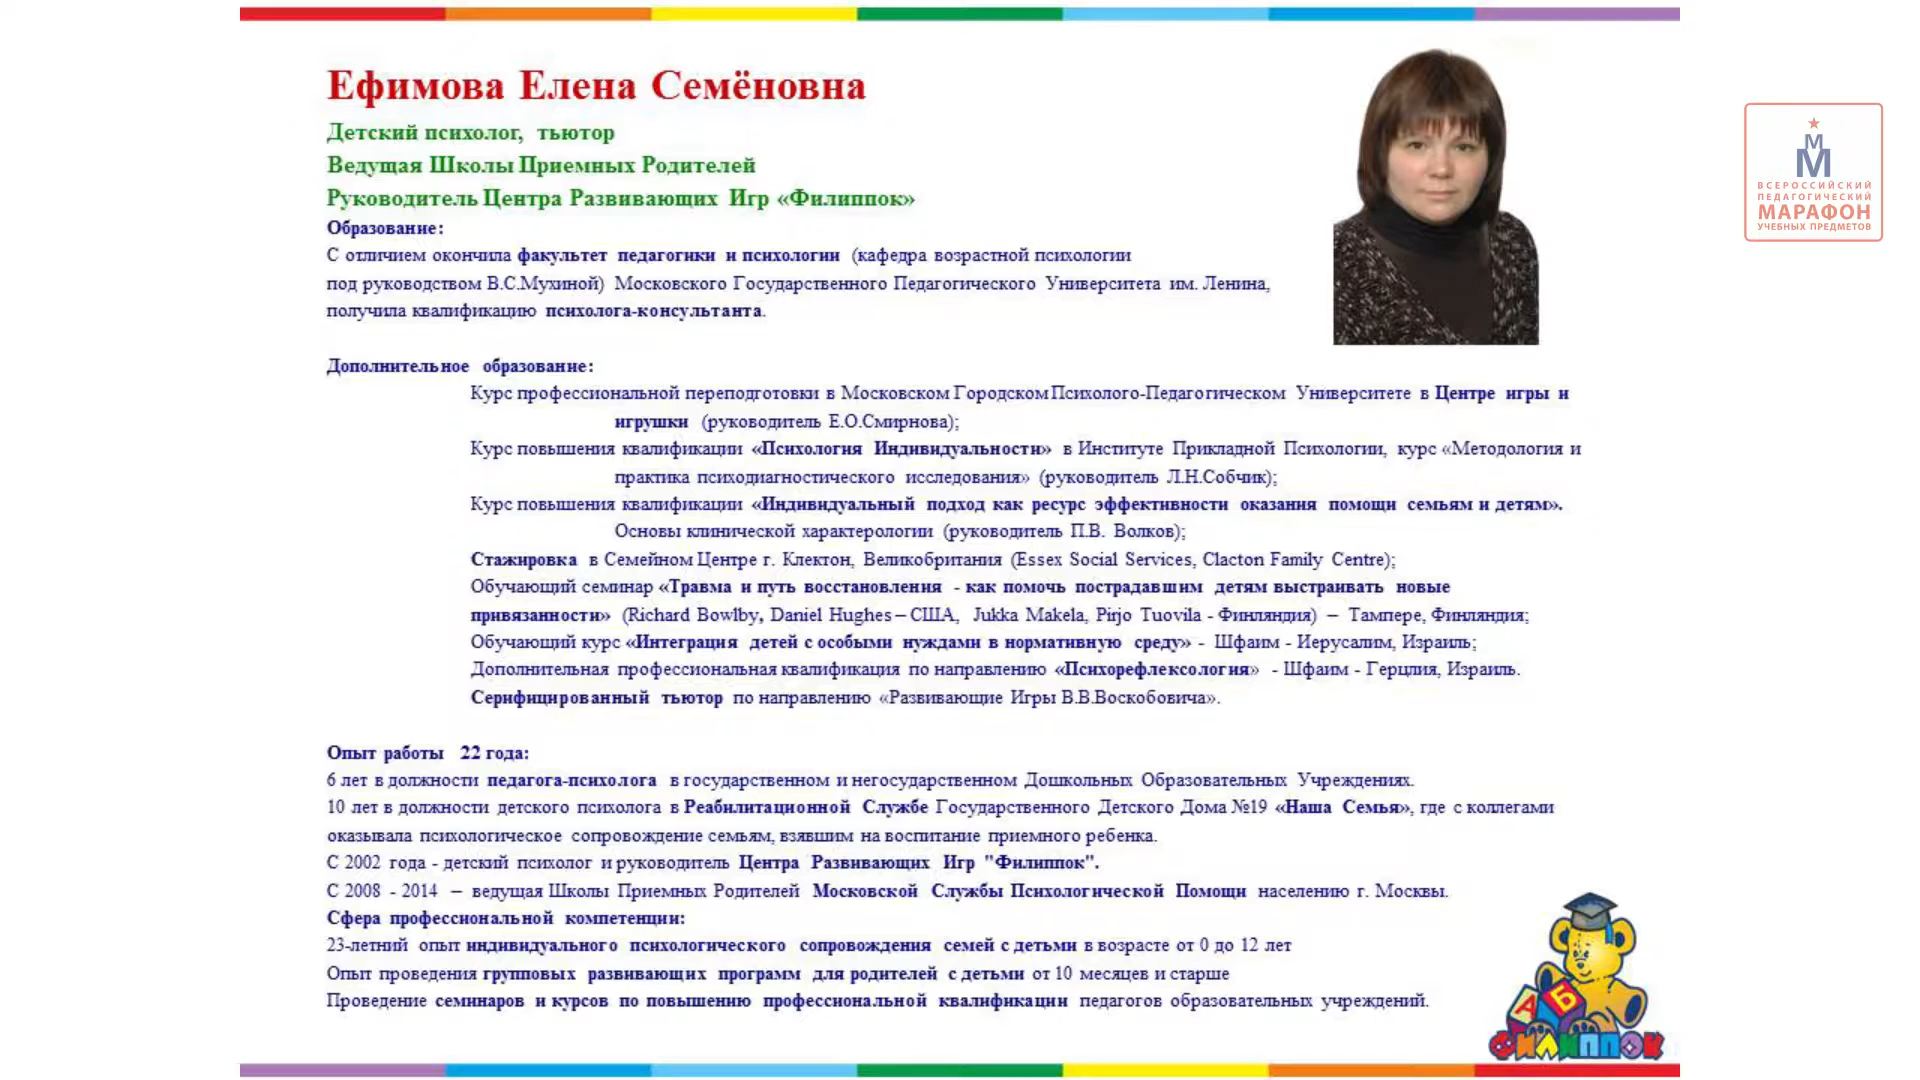 Ефимова Елена Семёновна
Детский психолог, тьютор
Ведущая Школы Приемных Родителей
Руководитель Центра Развивающих Игр «Филиппок»
Образование:
С отличием окончила факультет педагогики и психологии (кафедра возрастной психологии
под руководством В.С.Мухиной) Московского Государственного Педагогического Университета им. Ленина,
получила квалификацию психолога-консультанта.
ВСЕРОССИЙСКИЙ
ПЕДАГОГИЧЕСКИЙ
МАРАФОН
УЧЕБНЫХ ПРЕДМЕТОВ
Дополнительное образование:
Курс профессиональной переподготовки в Московском Городском Психолого-Педагогическом Университете в Центре игры и
игрушки (руководитель Е.О.Смирнова);
Курс повышения квалификации «Психология Индивидуальности» в Институте Прикладной Психологии, курс «Методология и
практика психодиагностического исследования» (руководитель Л.Н.Собчик);
Курс повышения квалификации «Индивидуальный подход как ресурс эффективности оказания помощи семьям и детям».
Основы клинической характерологии (руководитель П.В. Волков);
Стажировка в Семейном Центре г. Клектон, Великобритания (Essex Social Services, Clacton Family Centre);
Обучающий семинар «Травма и путь восстановления - как помочь пострадавшим детям выстраивать новые
привязанности» (Richard Bowlby, Daniel Hughes – США, Jukka Makela, Pirjo Tuovila - Финляндия) – Тампере, Финляндия;
Обучающий курс «Интеграция детей с особыми нуждами в нормативную среду» - Шфаим - Иерусалим, Израиль;
Дополнительная профессиональная квалификация по направлению «Психорефлексология» - Шфаим - Герцлия, Израиль.
Серифицированный тьютор по направлению «Развивающие Игры В.В.Воскобовича».
Опыт работы 22 года:
6 лет в должности педагога-психолога в государственном и негосударственном Дошкольных Образовательных Учреждениях.
10 лет в должности детского психолога в Реабилитационной Службе Государственного Детского Дома №19 «Наша Семья», где с коллегами
оказывала психологическое сопровождение семьям, взявшим на воспитание приемного ребенка.
С 2002 года - детский психолог и руководитель Центра Развивающих Игр "Филиппок".
С 2008 - 2014 – ведущая Школы Приемных Родителей Московской Службы Психологической Помощи населению г. Москвы.
Сфера профессиональной компетенции:
23-летний опыт индивидуального психологического сопровождения семей с детьми в возрасте от 0 до 12 лет
Опыт проведения групповых развивающих программ для родителей с детьми от 10 месяцев и старше
Проведение семинаров и курсов по повышению профессиональной квалификации педагогов образовательных учреждений.
А Б
ФИЛИППОК